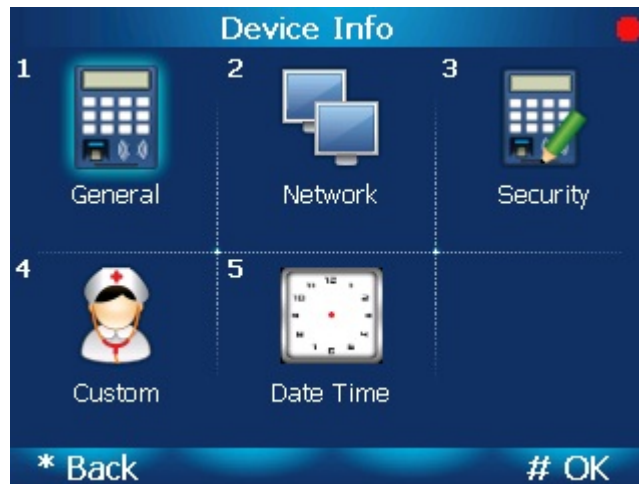 Device Info
1 2 3
General Network Security
4 5
Custom Date Time
* Back # OK